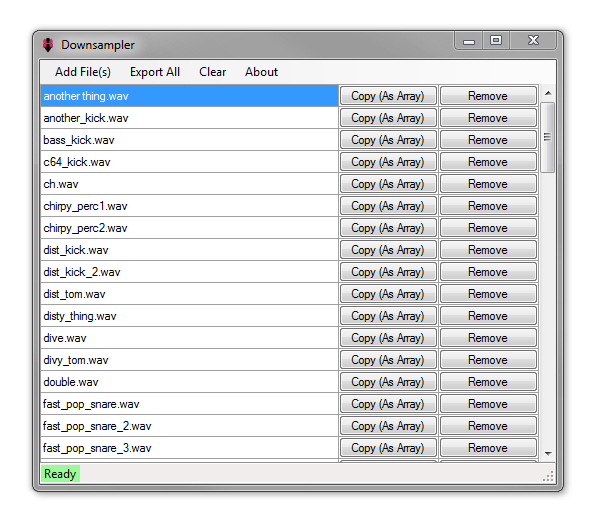 Downsampler
Add File(s) Export All Clear About
another thing.wav Copy (As Array) Remove
another_kick.wav Copy (As Array) Remove
bass_kick.wav Copy (As Array) Remove
c64_kick.wav Copy (As Array) Remove
ch.wav Copy (As Array) Remove
chirpy_perc1.wav Copy (As Array) Remove
chirpy_perc2.wav Copy (As Array) Remove
dist_kick.wav Copy (As Array) Remove
dist_kick_2.wav Copy (As Array) Remove
dist_tom.wav Copy (As Array) Remove
disty_thing.wav Copy (As Array) Remove
dive.wav Copy (As Array) Remove
divy_tom.wav Copy (As Array) Remove
double.wav Copy (As Array) Remove
fast_pop_snare.wav Copy (As Array) Remove
fast_pop_snare_2.wav Copy (As Array) Remove
fast_pop_snare_3.wav Copy (As Array) Remove
Ready